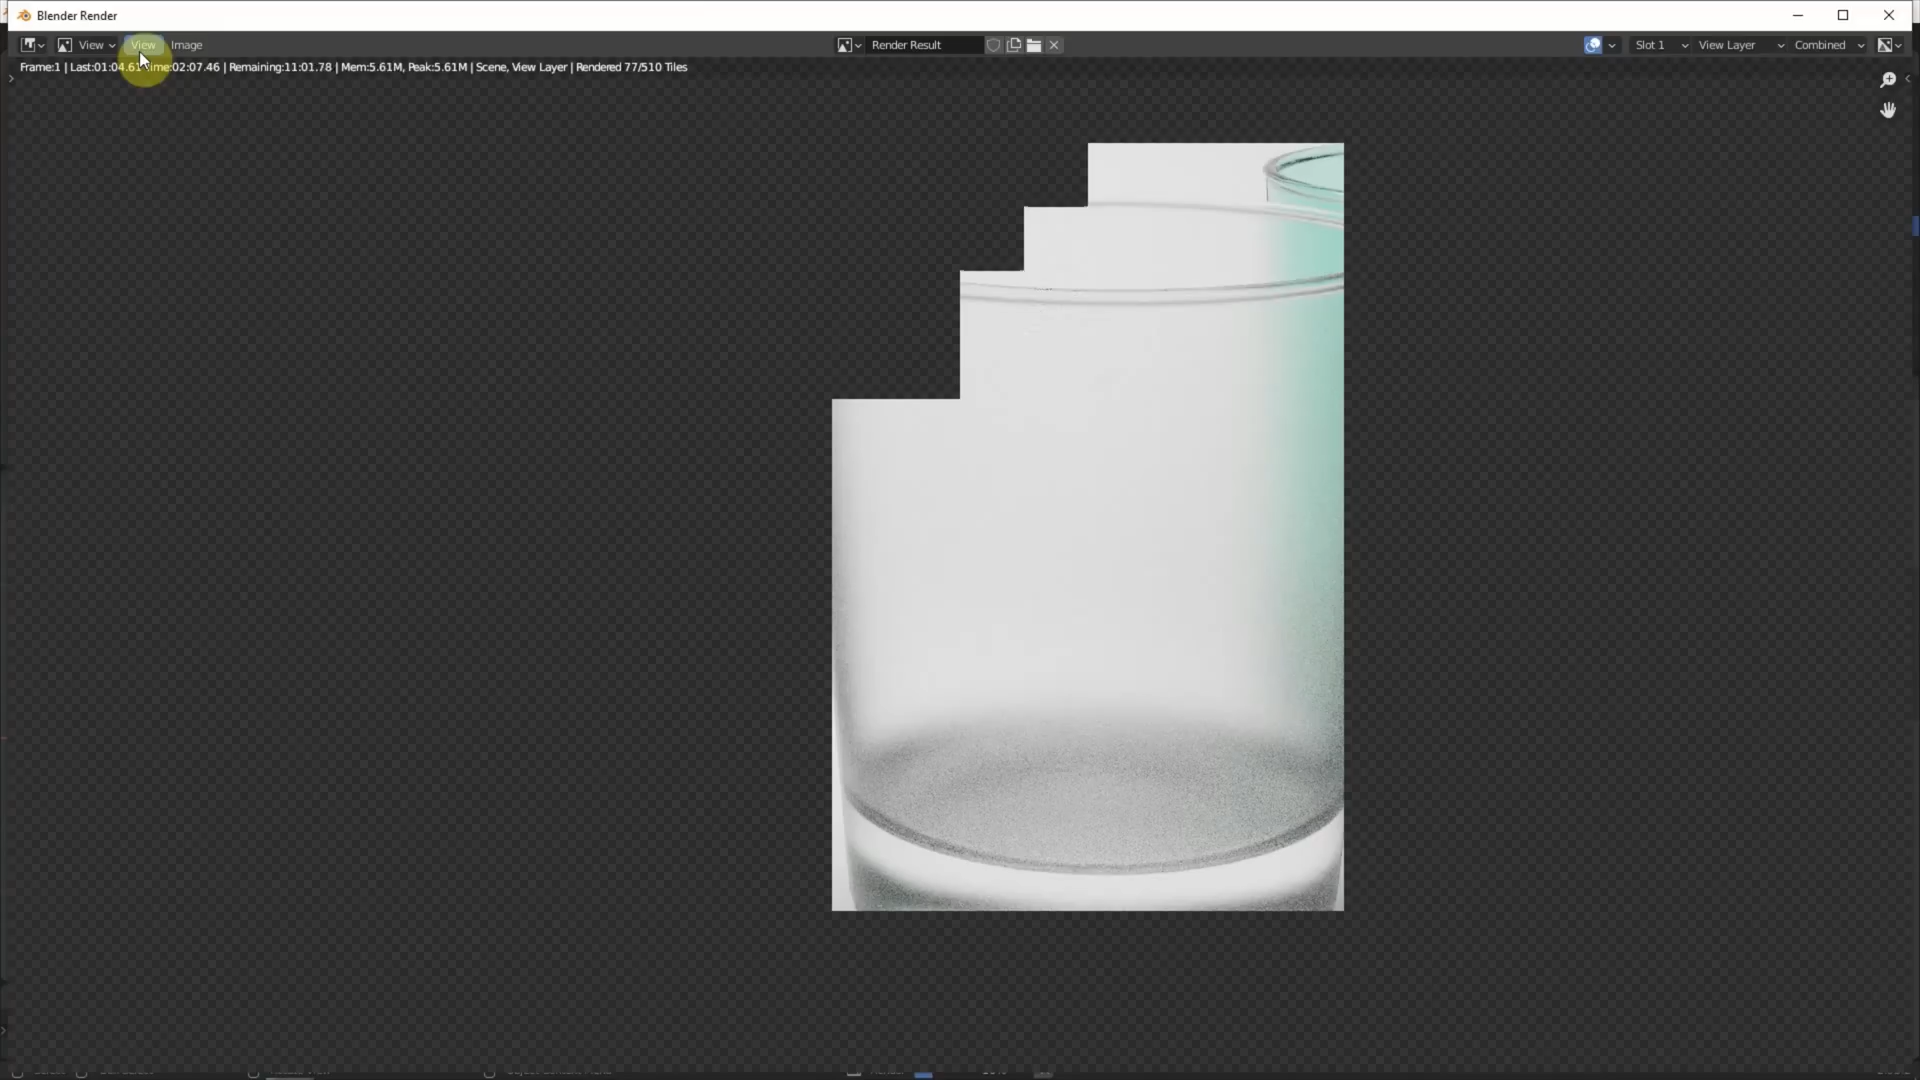 Blender Render
View View Image Render Result Slot 1 View Layer Combined
Frame:1 | Last:01:04.61 Time:02:07.46 | Remaining:11:01.78 | Mem:5.61M, Peak:5.61M | Scene, View Layer | Rendered 77/510 Tiles